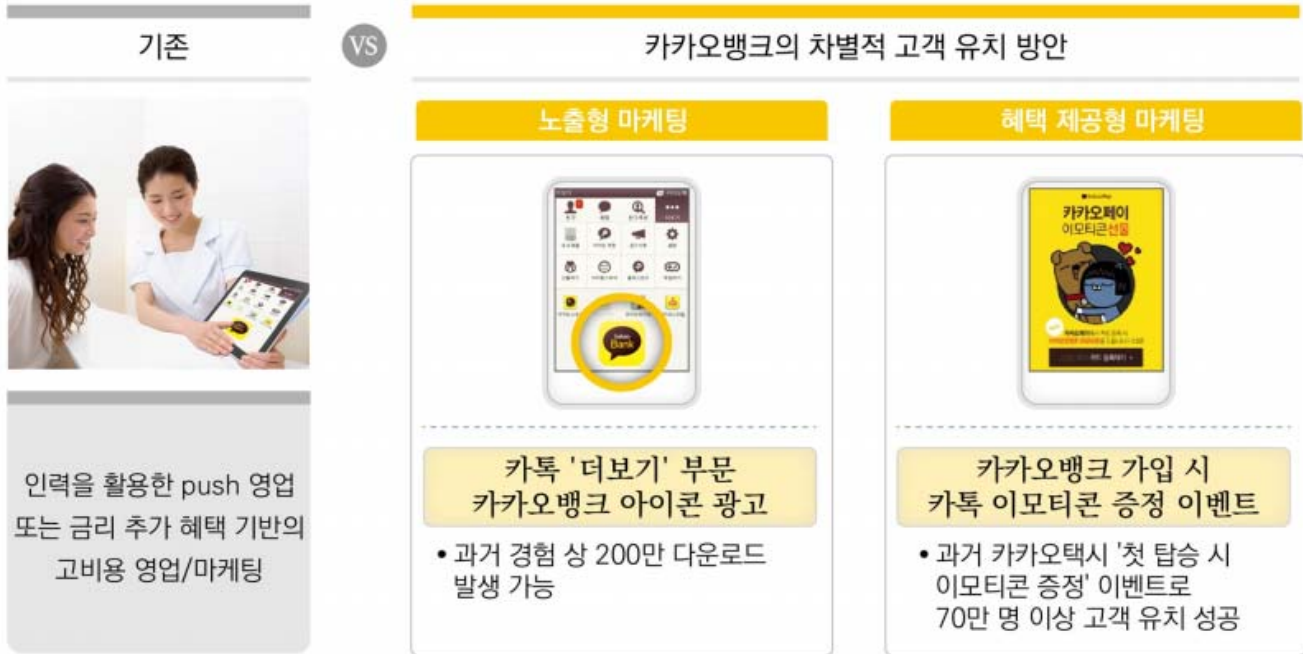 기존
VS
카카오뱅크의 차별적 고객 유치 방안
인력을 활용한 push 영업
또는 금리 추가 혜택 기반의
고비용 영업/마케팅
노출형 마케팅
Bank
카톡 '더보기' 부문
카카오뱅크 아이콘 광고
• 과거 경험 상 200만 다운로드
발생 가능
혜택 제공형 마케팅
카카오페이
이모티콘선물
카카오뱅크 가입 시
카톡 이모티콘 증정 이벤트
• 과거 카카오택시 '첫 탑승 시
이모티콘 증정' 이벤트로
70만 명 이상 고객 유치 성공